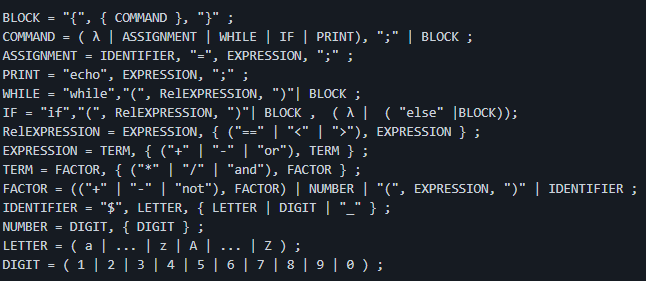 BLOCK = "{", { COMMAND }, "}" ;
COMMAND = ( λ | ASSIGNMENT | WHILE | IF | PRINT), ";" | BLOCK ;
ASSIGNMENT = IDENTIFIER, "=", EXPRESSION, ";" ;
PRINT = "echo", EXPRESSION, ";" ;
WHILE = "while","(", RelEXPRESSION, ")"| BLOCK ;
IF = "if","(", RelEXPRESSION, ")"| BLOCK ,  ( λ |  ( "else" |BLOCK));
RelEXPRESSION = EXPRESSION, { ("==" | "<" | ">"), EXPRESSION } ;
EXPRESSION = TERM, { ("+" | "-" | "or"), TERM } ;
TERM = FACTOR, { ("*" | "/" | "and"), FACTOR } ;
FACTOR = (("+" | "-" | "not"), FACTOR) | NUMBER | "(", EXPRESSION, ")" | IDENTIFIER ;
IDENTIFIER = "$", LETTER, { LETTER | DIGIT | "_" } ;
NUMBER = DIGIT, { DIGIT } ;
LETTER = ( a | ... | z | A | ... | Z ) ;
DIGIT = ( 1 | 2 | 3 | 4 | 5 | 6 | 7 | 8 | 9 | 0 ) ;